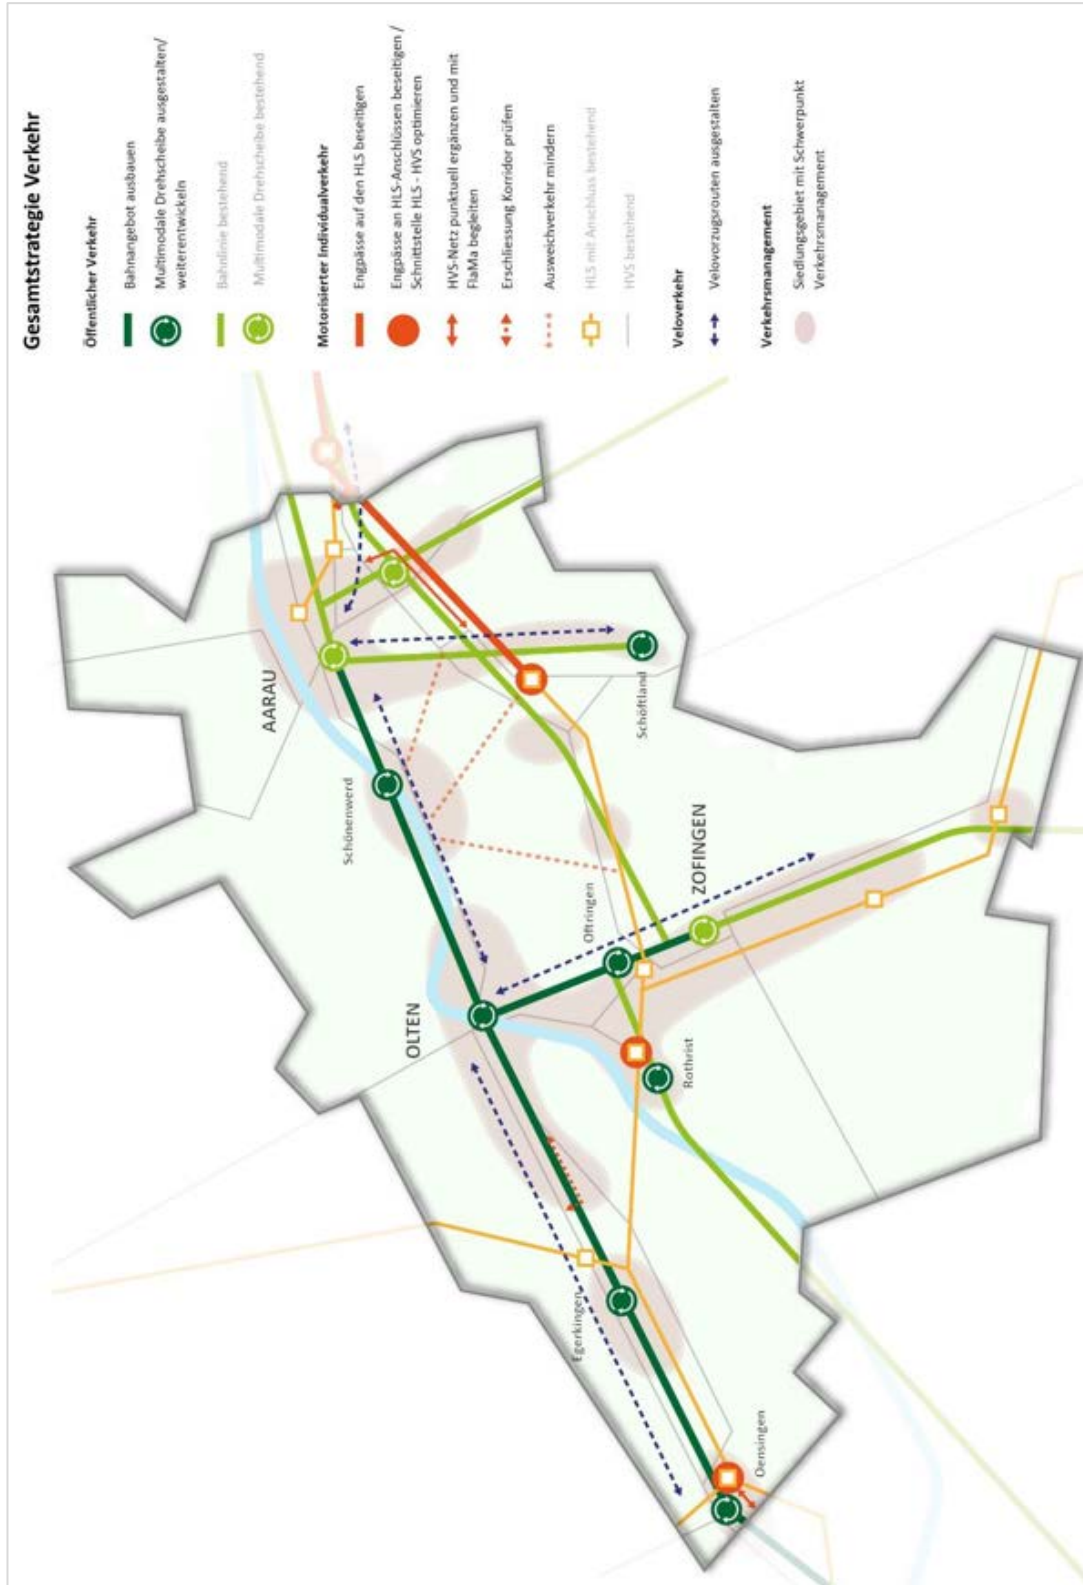 Gesamtstrategie Verkehr
Öffentlicher Verkehr
Bahnangebot ausbauen
Multimodale Drehscheibe ausgestalten/
weiterentwickeln
Bahnlinie bestehend
Multimodale Drehscheibe bestehend
Motorisierter Individualverkehr
Engpässe auf den HLS beseitigen
Engpässe an HLS-Anschlüssen beseitigen /
Schnittstelle HLS - HVS optimieren
HVS-Netz punktuell ergänzen und mit
FlaMa begleiten
Erschliessung Korridor prüfen
Ausweichverkehr mindern
HLS mit Anschluss bestehend
HVS bestehend
Veloverkehr
Velovorzugsrouten ausgestalten
Verkehrsmanagement
Siedlungsgebiet mit Schwerpunkt
Verkehrsmanagement
AARAU
Schönenwerd
Schöftland
OLTEN
Oftringen
ZOFINGEN
Rothrist
Egerkingen
Oensingen